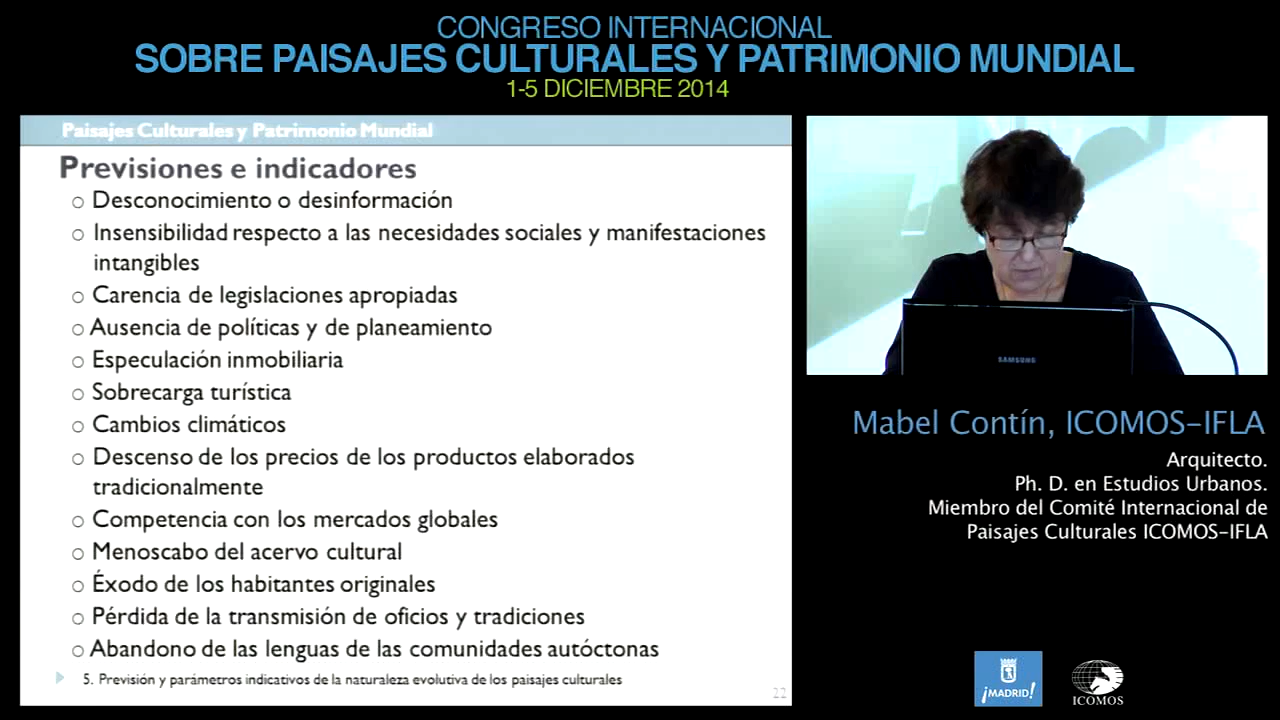 CONGRESO INTERNACIONAL
SOBRE PAISAJES CULTURALES Y PATRIMONIO MUNDIAL
1-5 DICIEMBRE 2014
Paisajes Culturales y Patrimonio Mundial
Previsiones e indicadores
○ Desconocimiento o desinformación
○ Insensibilidad respecto a las necesidades sociales y manifestaciones
intangibles
○ Carencia de legislaciones apropiadas
○ Ausencia de políticas y de planeamiento
○ Especulación inmobiliaria
○ Sobrecarga turística
○ Cambios climáticos
○ Descenso de los precios de los productos elaborados
tradicionalmente
○ Competencia con los mercados globales
○ Menoscabo del acervo cultural
○ Éxodo de los habitantes originales
○ Pérdida de la transmisión de oficios y tradiciones
○ Abandono de las lenguas de las comunidades autóctonas
5. Previsión y parámetros indicativos de la naturaleza evolutiva de los paisajes culturales
22
SAMSUNG
Mabel Contín, ICOMOS-IFLA
Arquitecto.
Ph. D. en Estudios Urbanos.
Miembro del Comité Internacional de
Paisajes Culturales ICOMOS-IFLA
¡MADRID!
ICOMOS